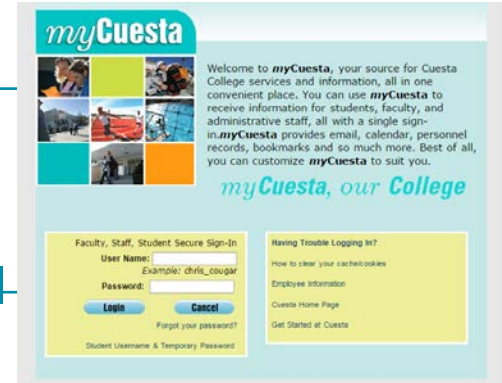 myCuesta
Welcome to myCuesta, your source for Cuesta
College services and information, all in one
convenient place. You can use myCuesta to
receive information for students, faculty, and
administrative staff, all with a single sign-
in.myCuesta provides email, calendar, personnel
records, bookmarks and so much more. Best of all,
you can customize myCuesta to suit you.
my Cuesta, our College
Faculty, Staff, Student Secure Sign-In
User Name:
Example: chris_cougar
Password:
Login Cancel
Forgot your password?
Student Username & Temporary Password
Having Trouble Logging In?
How to clear your cache/cookies
Employee Information
Cuesta Home Page
Get Started at Cuesta